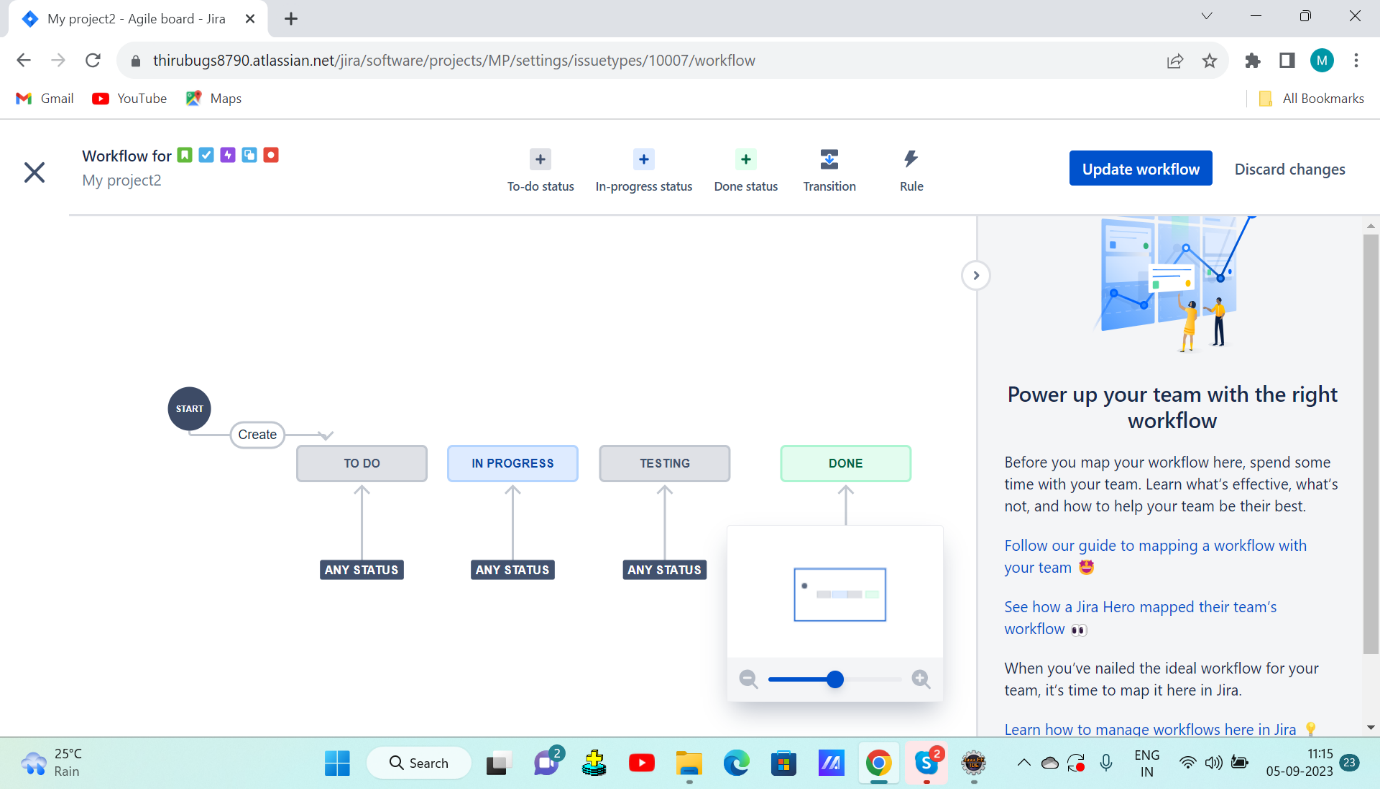 My project2 - Agile board - Jira
thirubugs8790.atlassian.net/jira/software/projects/MP/settings/issuetypes/10007/workflow
M
Gmail YouTube Maps All Bookmarks
Workflow for
My project2
To-do status In-progress status Done status Transition Rule
Update workflow Discard changes
START
Create
TO DO IN PROGRESS TESTING DONE
ANY STATUS ANY STATUS ANY STATUS
Power up your team with the right
workflow
Before you map your workflow here, spend some
time with your team. Learn what's effective, what's
not, and how to help your team be their best.
Follow our guide to mapping a workflow with
your team 🤩
See how a Jira Hero mapped their team's
workflow 👀
When you've nailed the ideal workflow for your
team, it's time to map it here in Jira.
Learn how to manage workflows here in Jira 💡
25°C
Rain
Search
2
S
2
ENG
IN
11:15
05-09-2023
23